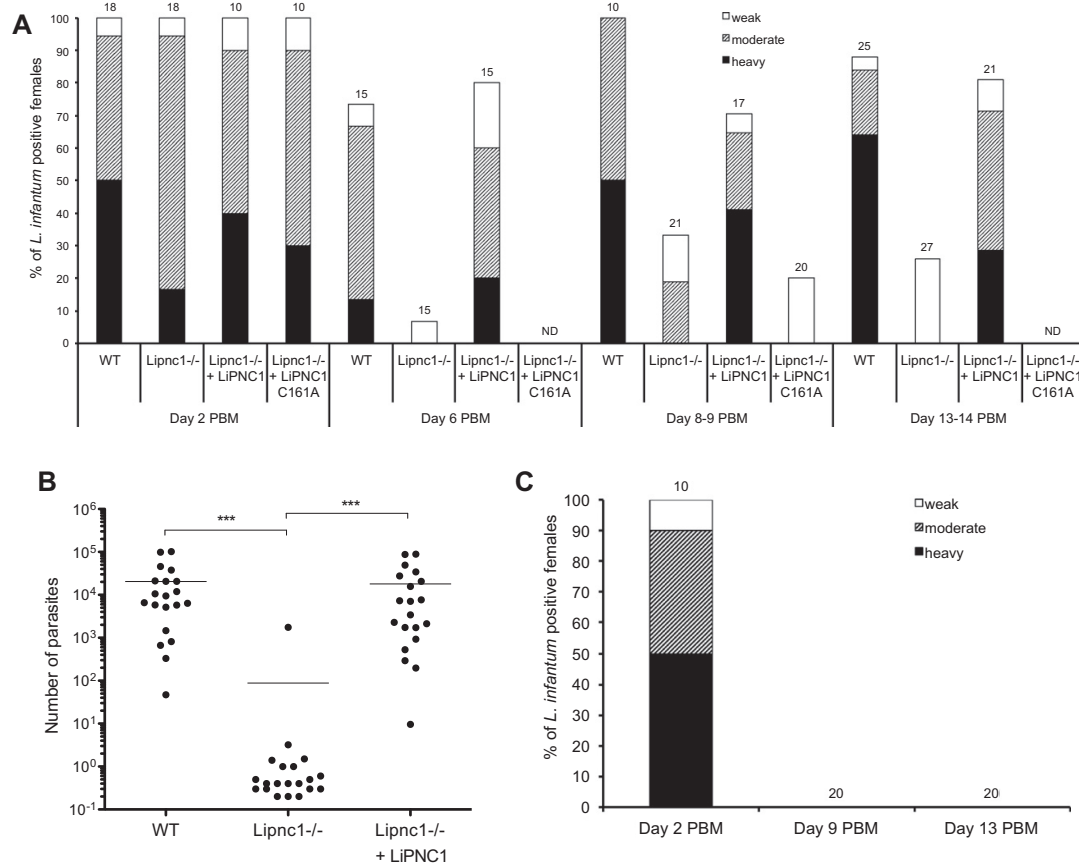 A
% of L. infantum positive females
100
90
80
70
60
50
40
30
20
10
0
18
18
10
10
15
15
15
ND
10
21
17
20
25
27
21
ND
weak
moderate
heavy
WT
Lipnc1-/-
Lipnc1-/-
+ LiPNC1
Lipnc1-/-
+ LiPNC1
C161A
WT
Lipnc1-/-
Lipnc1-/-
+ LiPNC1
Lipnc1-/-
+ LiPNC1
C161A
WT
Lipnc1-/-
Lipnc1-/-
+ LiPNC1
Lipnc1-/-
+ LiPNC1
C161A
WT
Lipnc1-/-
Lipnc1-/-
+ LiPNC1
Lipnc1-/-
+ LiPNC1
C161A
Day 2 PBM
Day 6 PBM
Day 8-9 PBM
Day 13-14 PBM
B
Number of parasites
10^6
10^5
10^4
10^3
10^2
10^1
10^0
10^-1
***
***
WT
Lipnc1-/-
Lipnc1-/-
+ LiPNC1
C
% of L. infantum positive females
100
90
80
70
60
50
40
30
20
10
0
10
20
20
weak
moderate
heavy
Day 2 PBM
Day 9 PBM
Day 13 PBM